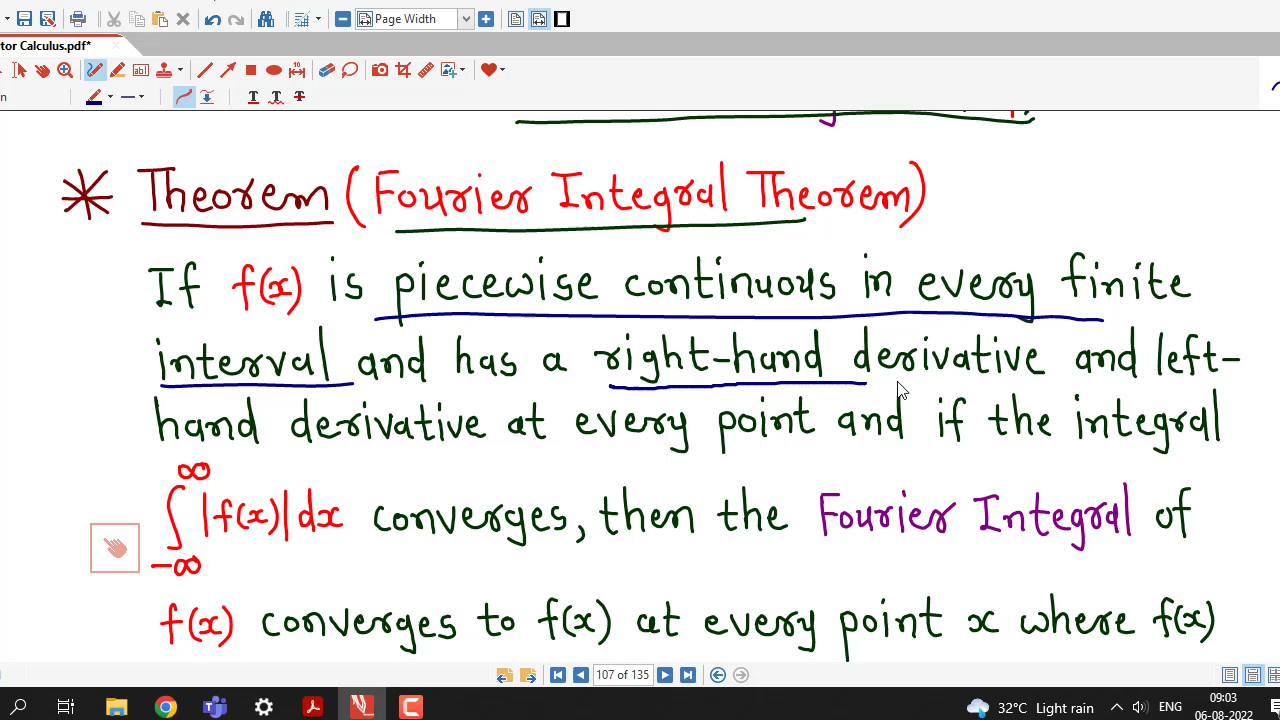 Page Width
tor Calculus.pdf*
n
Theorem (Fourier Integral Theorem)
If f(x) is piecewise continuous in every finite
interval and has a right-hand derivative and left-
hand derivative at every point and if the integral
∫_{-∞}^{∞} |f(x)| dx converges, then the Fourier Integral of
f(x) converges to f(x) at every point x where f(x)
107 of 135
32°C Light rain
09:03
06-08-2022